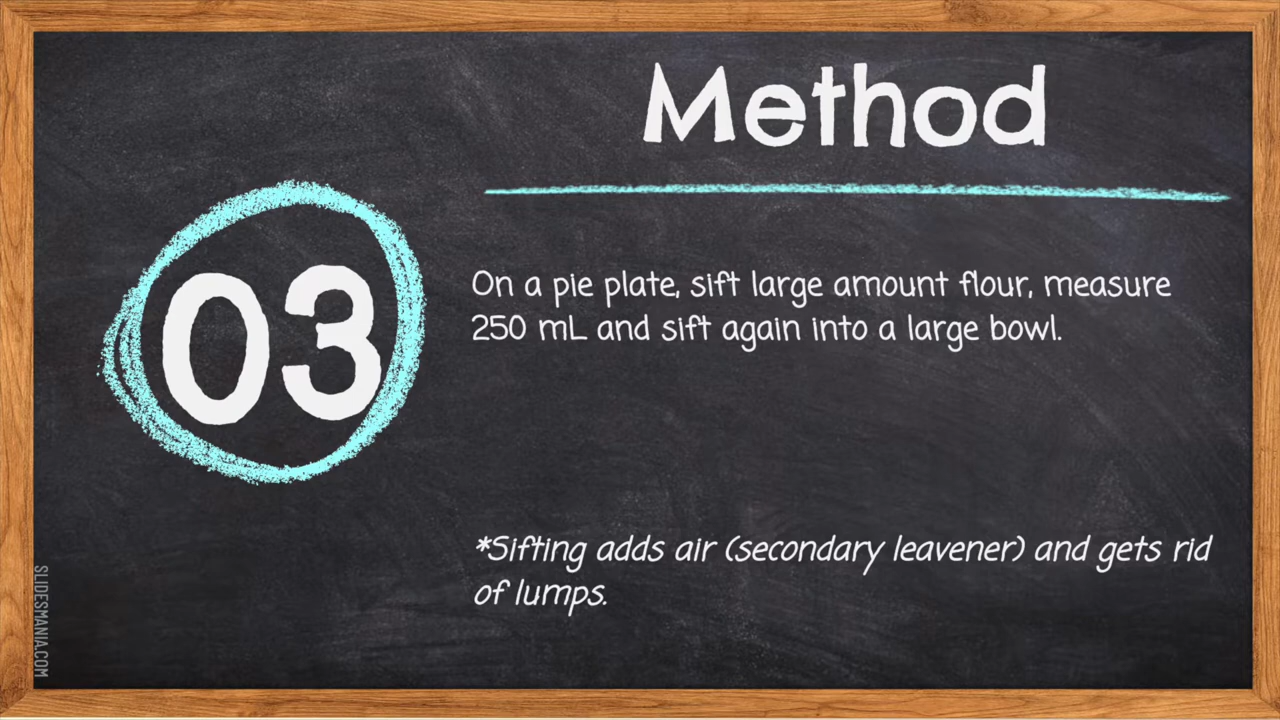 Method
03
On a pie plate, sift large amount flour, measure
250 mL and sift again into a large bowl.
*Sifting adds air (secondary leavener) and gets rid
of lumps.
SLIDESMANIA.COM